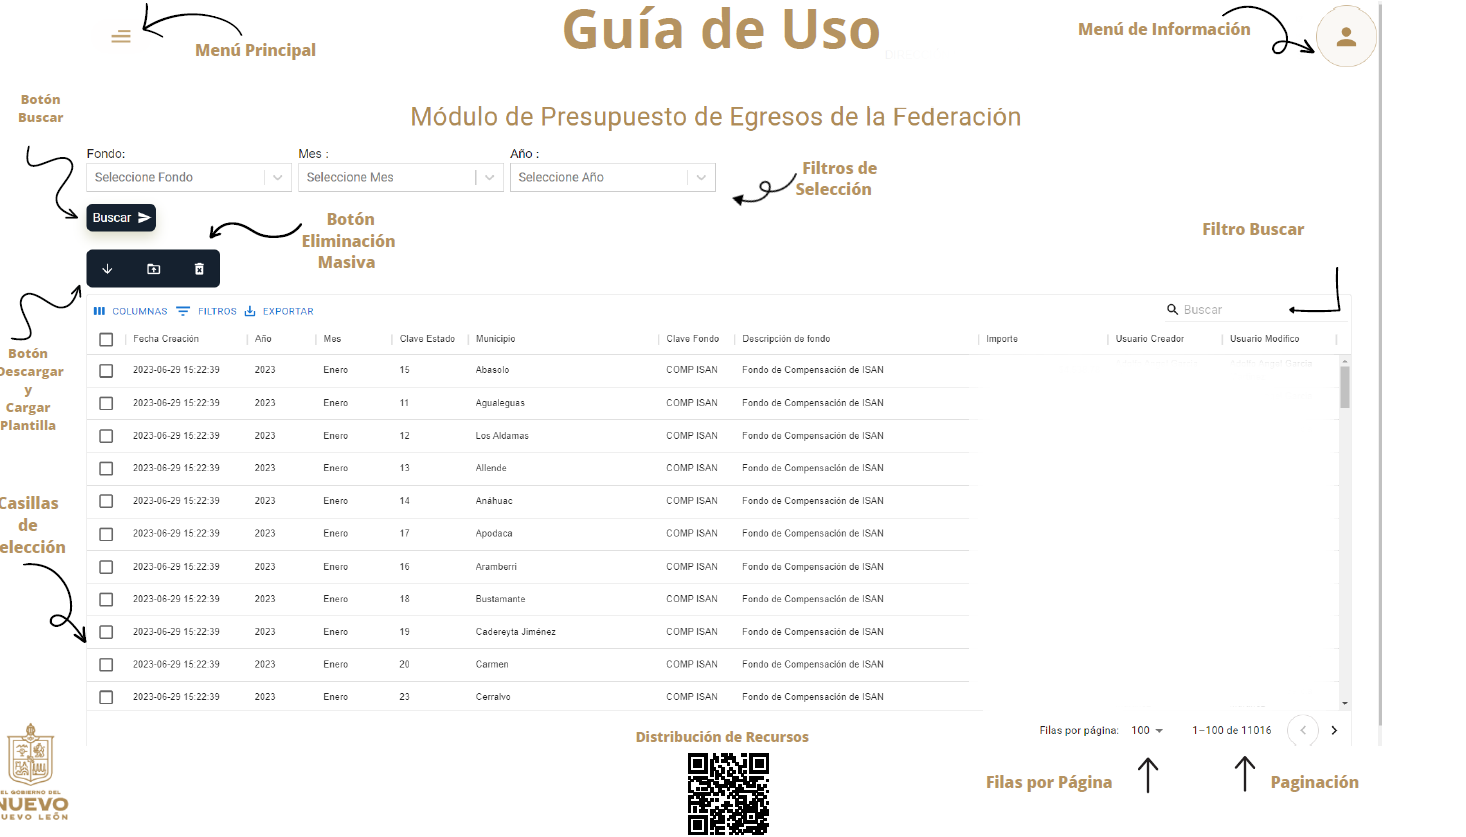 Guía de Uso
Menú Principal
Menú de Información
Módulo de Presupuesto de Egresos de la Federación
Botón
Buscar
Fondo:
Mes :
Año :
Seleccione Fondo
Seleccione Mes
Seleccione Año
Filtros de
Selección
Buscar
Botón
Eliminación
Masiva
Filtro Buscar
COLUMNAS FILTROS EXPORTAR
Buscar
Fecha Creación Año Mes Clave Estado Municipio Clave Fondo Descripción de fondo Importe Usuario Creador Usuario Modifico
2023-06-29 15:22:39 2023 Enero 15 Abasolo COMP ISAN Fondo de Compensación de ISAN
2023-06-29 15:22:39 2023 Enero 11 Agualeguas COMP ISAN Fondo de Compensación de ISAN
2023-06-29 15:22:39 2023 Enero 12 Los Aldamas COMP ISAN Fondo de Compensación de ISAN
2023-06-29 15:22:39 2023 Enero 13 Allende COMP ISAN Fondo de Compensación de ISAN
2023-06-29 15:22:39 2023 Enero 14 Anáhuac COMP ISAN Fondo de Compensación de ISAN
2023-06-29 15:22:39 2023 Enero 17 Apodaca COMP ISAN Fondo de Compensación de ISAN
2023-06-29 15:22:39 2023 Enero 16 Aramberri COMP ISAN Fondo de Compensación de ISAN
2023-06-29 15:22:39 2023 Enero 18 Bustamante COMP ISAN Fondo de Compensación de ISAN
2023-06-29 15:22:39 2023 Enero 19 Cadereyta Jiménez COMP ISAN Fondo de Compensación de ISAN
2023-06-29 15:22:39 2023 Enero 20 Carmen COMP ISAN Fondo de Compensación de ISAN
2023-06-29 15:22:39 2023 Enero 23 Cerralvo COMP ISAN Fondo de Compensación de ISAN
Botón
Descargar
y
Cargar
Plantilla
Casillas
de
elección
Filas por página: 100 1–100 de 11016
Distribución de Recursos
Filas por Página
Paginación
EL GOBIERNO DEL
NUEVO
NUEVO LEÓN